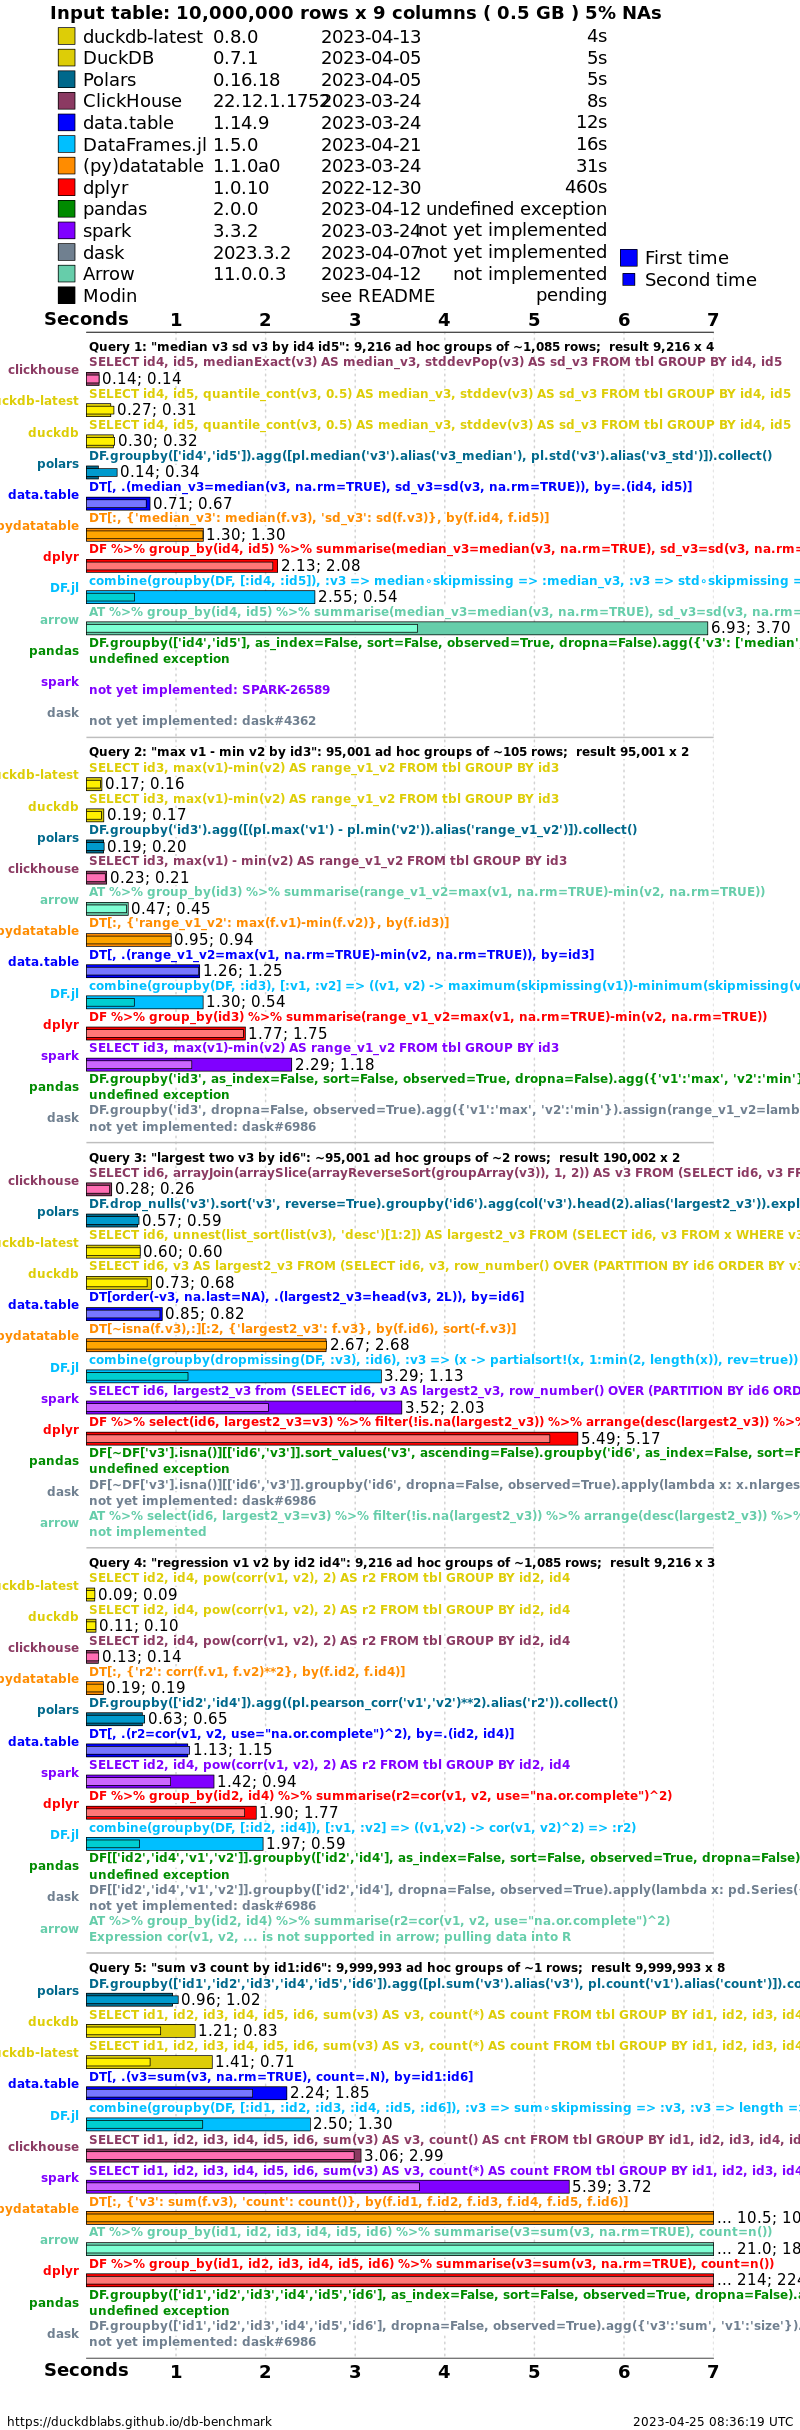 Input table: 10,000,000 rows x 9 columns ( 0.5 GB ) 5% NAs
duckdb-latest 0.8.0 2023-04-13 4s
DuckDB 0.7.1 2023-04-05 5s
Polars 0.16.18 2023-04-05 5s
ClickHouse 22.12.1.1752 2023-03-24 8s
data.table 1.14.9 2023-03-24 12s
DataFrames.jl 1.5.0 2023-04-21 16s
(py)datatable 1.1.0a0 2023-03-24 31s
dplyr 1.0.10 2022-12-30 460s
pandas 2.0.0 2023-04-12 undefined exception
spark 3.3.2 2023-03-24 not yet implemented
dask 2023.3.2 2023-04-07 not yet implemented
First time
Arrow 11.0.0.3 2023-04-12 not implemented
Second time
Modin see README pending
Seconds 1 2 3 4 5 6 7
Query 1: "median v3 sd v3 by id4 id5": 9,216 ad hoc groups of ~1,085 rows; result 9,216 x 4
SELECT id4, id5, medianExact(v3) AS median_v3, stddevPop(v3) AS sd_v3 FROM tbl GROUP BY id4, id5
clickhouse 0.14; 0.14
SELECT id4, id5, quantile_cont(v3, 0.5) AS median_v3, stddev(v3) AS sd_v3 FROM tbl GROUP BY id4, id5
uckdb-latest 0.27; 0.31
SELECT id4, id5, quantile_cont(v3, 0.5) AS median_v3, stddev(v3) AS sd_v3 FROM tbl GROUP BY id4, id5
duckdb 0.30; 0.32
DF.groupby(['id4','id5']).agg([pl.median('v3').alias('v3_median'), pl.std('v3').alias('v3_std')]).collect()
polars 0.14; 0.34
DT[, .(median_v3=median(v3, na.rm=TRUE), sd_v3=sd(v3, na.rm=TRUE)), by=.(id4, id5)]
data.table 0.71; 0.67
DT[:, {'median_v3': median(f.v3), 'sd_v3': sd(f.v3)}, by(f.id4, f.id5)]
pydatatable 1.30; 1.30
DF %>% group_by(id4, id5) %>% summarise(median_v3=median(v3, na.rm=TRUE), sd_v3=sd(v3, na.rm=
dplyr 2.13; 2.08
combine(groupby(DF, [:id4, :id5]), :v3 => median∘skipmissing => :median_v3, :v3 => std∘skipmissing =
DF.jl 2.55; 0.54
AT %>% group_by(id4, id5) %>% summarise(median_v3=median(v3, na.rm=TRUE), sd_v3=sd(v3, na.rm=
arrow 6.93; 3.70
DF.groupby(['id4','id5'], as_index=False, sort=False, observed=True, dropna=False).agg({'v3': ['median'
pandas undefined exception
spark not yet implemented: SPARK-26589
dask not yet implemented: dask#4362
Query 2: "max v1 - min v2 by id3": 95,001 ad hoc groups of ~105 rows; result 95,001 x 2
SELECT id3, max(v1)-min(v2) AS range_v1_v2 FROM tbl GROUP BY id3
uckdb-latest 0.17; 0.16
SELECT id3, max(v1)-min(v2) AS range_v1_v2 FROM tbl GROUP BY id3
duckdb 0.19; 0.17
DF.groupby('id3').agg([(pl.max('v1') - pl.min('v2')).alias('range_v1_v2')]).collect()
polars 0.19; 0.20
SELECT id3, max(v1) - min(v2) AS range_v1_v2 FROM tbl GROUP BY id3
clickhouse 0.23; 0.21
AT %>% group_by(id3) %>% summarise(range_v1_v2=max(v1, na.rm=TRUE)-min(v2, na.rm=TRUE))
arrow 0.47; 0.45
DT[:, {'range_v1_v2': max(f.v1)-min(f.v2)}, by(f.id3)]
pydatatable 0.95; 0.94
DT[, .(range_v1_v2=max(v1, na.rm=TRUE)-min(v2, na.rm=TRUE)), by=id3]
data.table 1.26; 1.25
combine(groupby(DF, :id3), [:v1, :v2] => ((v1, v2) -> maximum(skipmissing(v1))-minimum(skipmissing(v
DF.jl 1.30; 0.54
DF %>% group_by(id3) %>% summarise(range_v1_v2=max(v1, na.rm=TRUE)-min(v2, na.rm=TRUE))
dplyr 1.77; 1.75
SELECT id3, max(v1)-min(v2) AS range_v1_v2 FROM tbl GROUP BY id3
spark 2.29; 1.18
DF.groupby('id3', as_index=False, sort=False, observed=True, dropna=False).agg({'v1':'max', 'v2':'min'}
pandas undefined exception
DF.groupby('id3', dropna=False, observed=True).agg({'v1':'max', 'v2':'min'}).assign(range_v1_v2=lamb
dask not yet implemented: dask#6986
Query 3: "largest two v3 by id6": ~95,001 ad hoc groups of ~2 rows; result 190,002 x 2
SELECT id6, arrayJoin(arraySlice(arrayReverseSort(groupArray(v3)), 1, 2)) AS v3 FROM (SELECT id6, v3 FR
clickhouse 0.28; 0.26
DF.drop_nulls('v3').sort('v3', reverse=True).groupby('id6').agg(col('v3').head(2).alias('largest2_v3')).expl
polars 0.57; 0.59
SELECT id6, unnest(list_sort(list(v3), 'desc')[1:2]) AS largest2_v3 FROM (SELECT id6, v3 FROM x WHERE v3
uckdb-latest 0.60; 0.60
SELECT id6, v3 AS largest2_v3 FROM (SELECT id6, v3, row_number() OVER (PARTITION BY id6 ORDER BY v3
duckdb 0.73; 0.68
DT[order(-v3, na.last=NA), .(largest2_v3=head(v3, 2L)), by=id6]
data.table 0.85; 0.82
DT[~isna(f.v3),:][:2, {'largest2_v3': f.v3}, by(f.id6), sort(-f.v3)]
pydatatable 2.67; 2.68
combine(groupby(dropmissing(DF, :v3), :id6), :v3 => (x -> partialsort!(x, 1:min(2, length(x)), rev=true))
DF.jl 3.29; 1.13
SELECT id6, largest2_v3 from (SELECT id6, v3 AS largest2_v3, row_number() OVER (PARTITION BY id6 ORD
spark 3.52; 2.03
DF %>% select(id6, largest2_v3=v3) %>% filter(!is.na(largest2_v3)) %>% arrange(desc(largest2_v3)) %>%
dplyr 5.49; 5.17
DF[~DF['v3'].isna()][['id6','v3']].sort_values('v3', ascending=False).groupby('id6', as_index=False, sort=F
pandas undefined exception
DF[~DF['v3'].isna()][['id6','v3']].groupby('id6', dropna=False, observed=True).apply(lambda x: x.nlarges
dask not yet implemented: dask#6986
AT %>% select(id6, largest2_v3=v3) %>% filter(!is.na(largest2_v3)) %>% arrange(desc(largest2_v3)) %>%
arrow not implemented
Query 4: "regression v1 v2 by id2 id4": 9,216 ad hoc groups of ~1,085 rows; result 9,216 x 3
SELECT id2, id4, pow(corr(v1, v2), 2) AS r2 FROM tbl GROUP BY id2, id4
uckdb-latest 0.09; 0.09
SELECT id2, id4, pow(corr(v1, v2), 2) AS r2 FROM tbl GROUP BY id2, id4
duckdb 0.11; 0.10
SELECT id2, id4, pow(corr(v1, v2), 2) AS r2 FROM tbl GROUP BY id2, id4
clickhouse 0.13; 0.14
DT[:, {'r2': corr(f.v1, f.v2)**2}, by(f.id2, f.id4)]
pydatatable 0.19; 0.19
DF.groupby(['id2','id4']).agg((pl.pearson_corr('v1','v2')**2).alias('r2')).collect()
polars 0.63; 0.65
DT[, .(r2=cor(v1, v2, use="na.or.complete")^2), by=.(id2, id4)]
data.table 1.13; 1.15
SELECT id2, id4, pow(corr(v1, v2), 2) AS r2 FROM tbl GROUP BY id2, id4
spark 1.42; 0.94
DF %>% group_by(id2, id4) %>% summarise(r2=cor(v1, v2, use="na.or.complete")^2)
dplyr 1.90; 1.77
combine(groupby(DF, [:id2, :id4]), [:v1, :v2] => ((v1,v2) -> cor(v1, v2)^2) => :r2)
DF.jl 1.97; 0.59
DF[['id2','id4','v1','v2']].groupby(['id2','id4'], as_index=False, sort=False, observed=True, dropna=False)
pandas undefined exception
DF[['id2','id4','v1','v2']].groupby(['id2','id4'], dropna=False, observed=True).apply(lambda x: pd.Series(
dask not yet implemented: dask#6986
AT %>% group_by(id2, id4) %>% summarise(r2=cor(v1, v2, use="na.or.complete")^2)
arrow Expression cor(v1, v2, ... is not supported in arrow; pulling data into R
Query 5: "sum v3 count by id1:id6": 9,999,993 ad hoc groups of ~1 rows; result 9,999,993 x 8
DF.groupby(['id1','id2','id3','id4','id5','id6']).agg([pl.sum('v3').alias('v3'), pl.count('v1').alias('count')]).co
polars 0.96; 1.02
SELECT id1, id2, id3, id4, id5, id6, sum(v3) AS v3, count(*) AS count FROM tbl GROUP BY id1, id2, id3, id4
duckdb 1.21; 0.83
SELECT id1, id2, id3, id4, id5, id6, sum(v3) AS v3, count(*) AS count FROM tbl GROUP BY id1, id2, id3, id4
uckdb-latest 1.41; 0.71
DT[, .(v3=sum(v3, na.rm=TRUE), count=.N), by=id1:id6]
data.table 2.24; 1.85
combine(groupby(DF, [:id1, :id2, :id3, :id4, :id5, :id6]), :v3 => sum∘skipmissing => :v3, :v3 => length =
DF.jl 2.50; 1.30
SELECT id1, id2, id3, id4, id5, id6, sum(v3) AS v3, count() AS cnt FROM tbl GROUP BY id1, id2, id3, id4, id
clickhouse 3.06; 2.99
SELECT id1, id2, id3, id4, id5, id6, sum(v3) AS v3, count(*) AS count FROM tbl GROUP BY id1, id2, id3, id4
spark 5.39; 3.72
DT[:, {'v3': sum(f.v3), 'count': count()}, by(f.id1, f.id2, f.id3, f.id4, f.id5, f.id6)]
pydatatable ... 10.5; 10
AT %>% group_by(id1, id2, id3, id4, id5, id6) %>% summarise(v3=sum(v3, na.rm=TRUE), count=n())
arrow ... 21.0; 18
DF %>% group_by(id1, id2, id3, id4, id5, id6) %>% summarise(v3=sum(v3, na.rm=TRUE), count=n())
dplyr ... 214; 224
DF.groupby(['id1','id2','id3','id4','id5','id6'], as_index=False, sort=False, observed=True, dropna=False).a
pandas undefined exception
DF.groupby(['id1','id2','id3','id4','id5','id6'], dropna=False, observed=True).agg({'v3':'sum', 'v1':'size'}).
dask not yet implemented: dask#6986
Seconds 1 2 3 4 5 6 7
https://duckdblabs.github.io/db-benchmark 2023-04-25 08:36:19 UTC